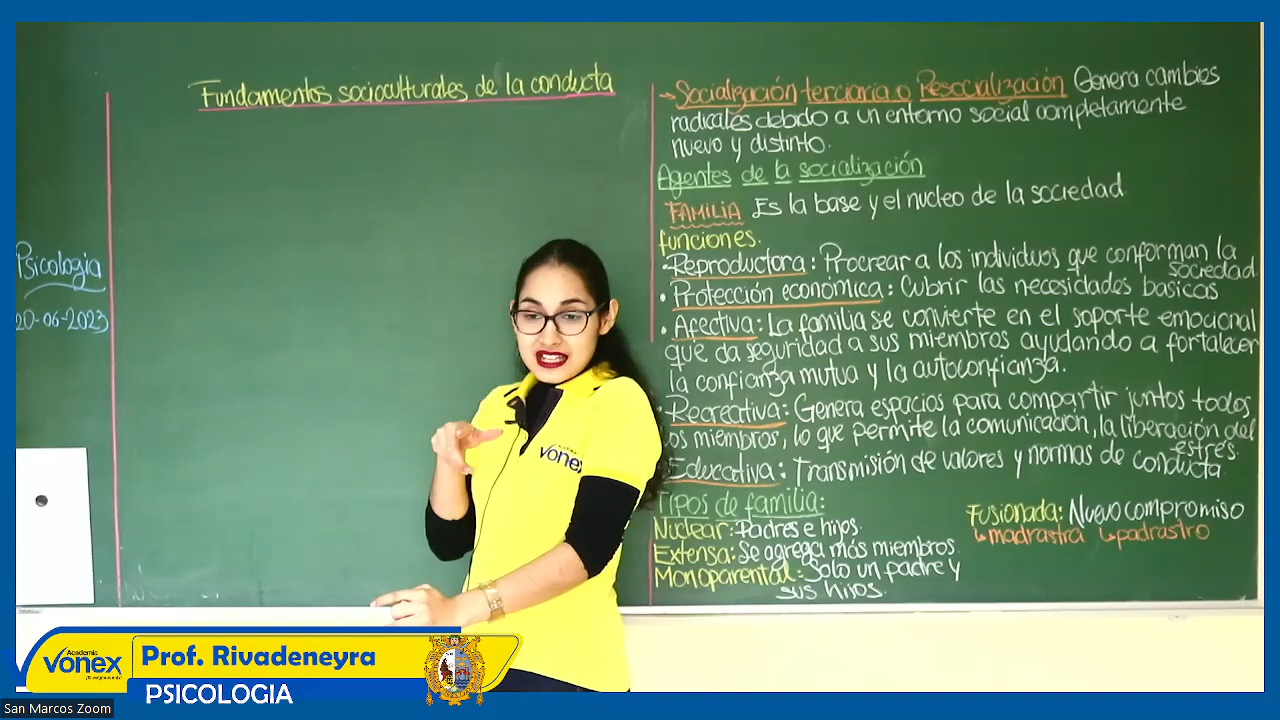 Fundamentos socioculturales de la conducta
Psicologia
20-06-2023
→ Socialización terciaria o Resocialización Genera cambios
radicales debido a un entorno social completamente
nuevo y distinto.
Agentes de la socialización
FAMILIA Es la base y el nucleo de la sociedad
funciones.
• Reproductora: Procrear a los individuos que conforman la
sociedad
• Protección económica: Cubrir las necesidades basicas
• Afectiva: La familia se convierte en el soporte emocional
que da seguridad a sus miembros ayudando a fortalecer
la confianza mutua y la autoconfianza.
• Recreativa: Genera espacios para compartir juntos todos
los miembros, lo que permite la comunicación, la liberación del
estres.
Educativa: Transmisión de valores y normas de conducta
Tipos de familia:
Nuclear: Padres e hijos.
Extensa: Se agrega más miembros.
Monoparental: Solo un padre y
sus hijos.
Fusionada: Nuevo compromiso
↳ madrastra ↳ padrastro
vonex
Academia
vonex
Prof. Rivadeneyra
PSICOLOGIA
San Marcos Zoom